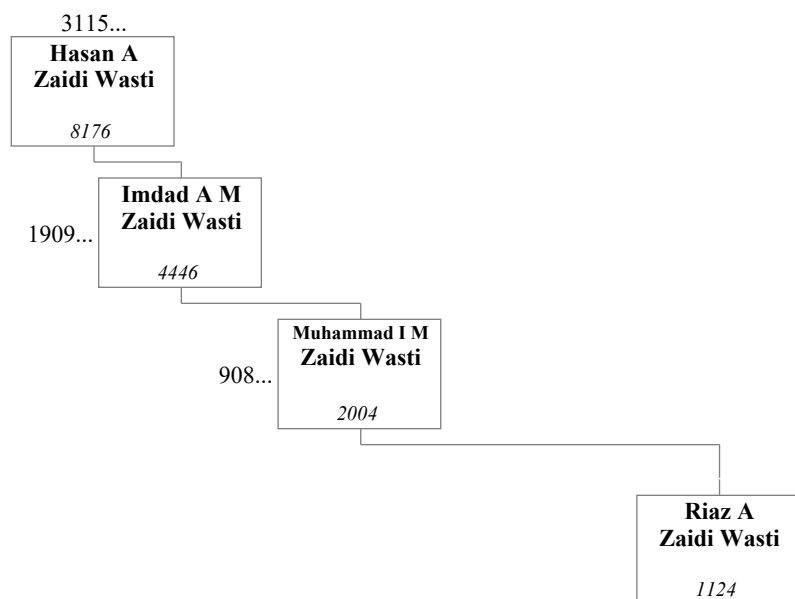 3115...
Hasan A
Zaidi Wasti
8176
Imdad A M
Zaidi Wasti
1909...
4446
Muhammad I M
Zaidi Wasti
908...
2004
Riaz A
Zaidi Wasti
1124